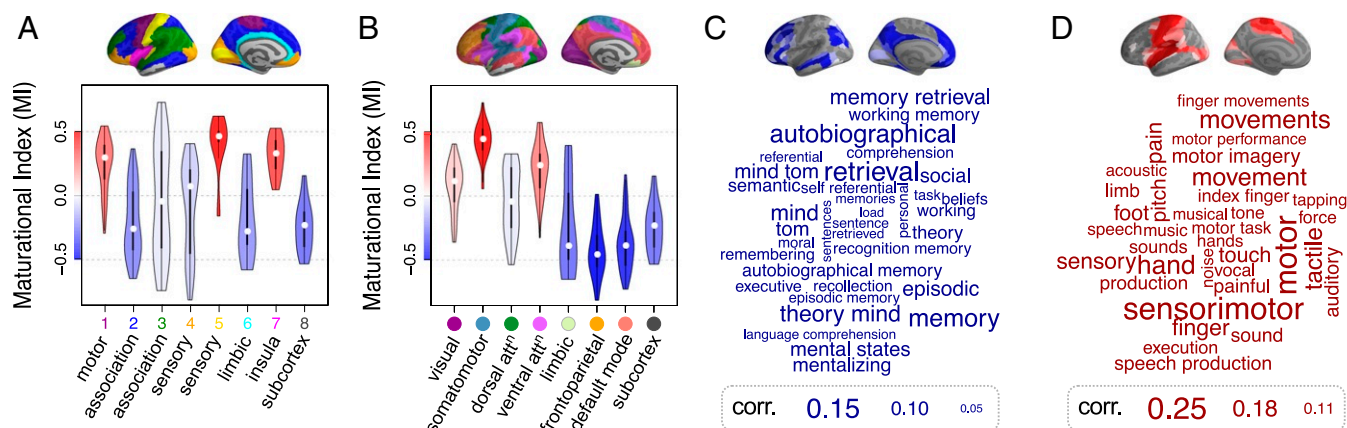 A
B
C
D
Maturational Index (MI)
0.5
0.0
−0.5
1 2 3 4 5 6 7 8
motor
association
association
sensory
sensory
limbic
insula
subcortex
Maturational Index (MI)
0.5
0.0
−0.5
visual
somatomotor
dorsal attⁿ
ventral attⁿ
limbic
frontoparietal
default mode
subcortex
memory retrieval
working memory
autobiographical
referential comprehension
mind tom retrieval social
semantic self referential
memories
personal
task beliefs
mind
load
working
tom
sentences
sentence
theory
moral
retrieved
remembering
recognition memory
autobiographical memory
executive recollection episodic
episodic memory
theory mind memory
language comprehension
mental states
mentalizing
corr. 0.15 0.10 0.05
finger movements
movements
pain
motor performance
motor imagery
acoustic
pitch
movement
limb
index finger tapping
foot
musical tone force
speech music motor task
sounds hands
motor
tactile
auditory
sensory hand
noise
touch
vocal
production
painful
sensorimotor
finger sound
execution
speech production
corr. 0.25 0.18 0.11